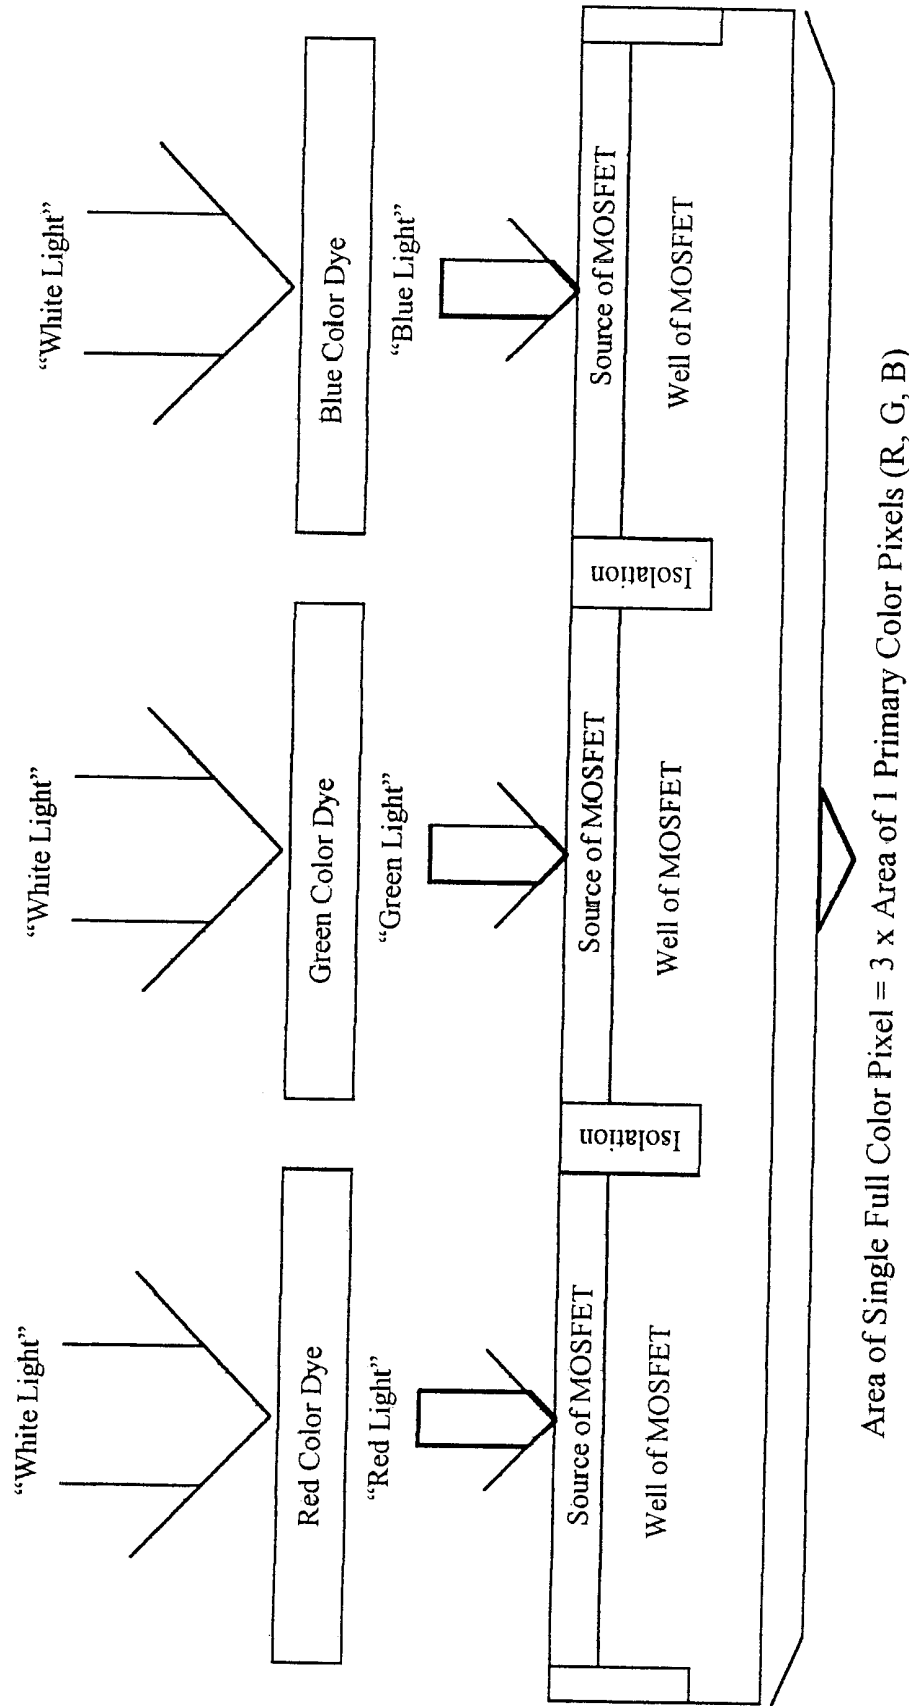 “White Light”
“White Light”
“White Light”
Red Color Dye
Green Color Dye
Blue Color Dye
“Red Light”
“Green Light”
“Blue Light”
Source of MOSFET
Isolation
Source of MOSFET
Isolation
Source of MOSFET
Well of MOSFET
Well of MOSFET
Well of MOSFET
Area of Single Full Color Pixel = 3 x Area of 1 Primary Color Pixels (R, G, B)